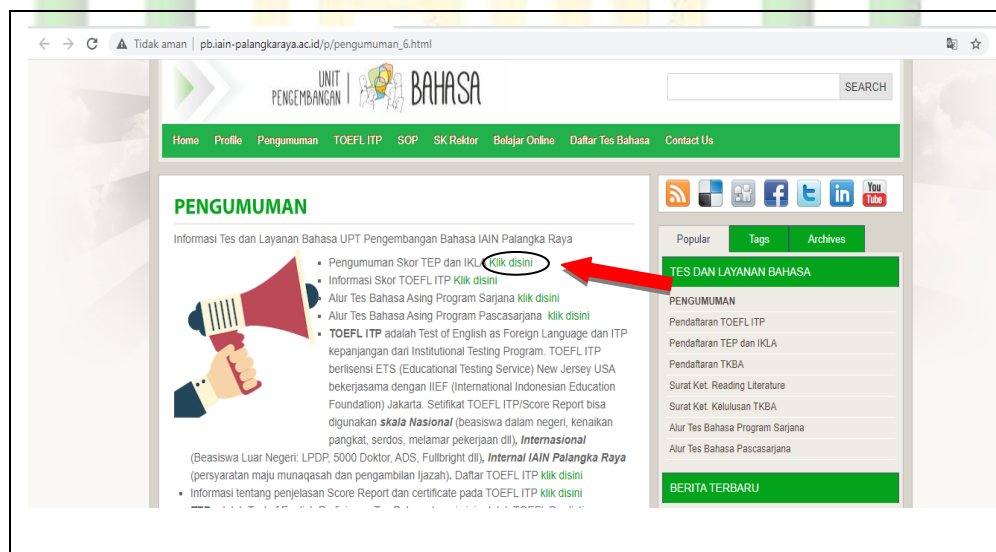 Tidak aman | pb.iain-palangkaraya.ac.id/p/pengumuman_6.html
UNIT PENGEMBANGAN | BAHASA
SEARCH
Home Profile Pengumuman TOEFL ITP SOP SK Rektor Belajar Online Daftar Tes Bahasa Contact Us
PENGUMUMAN
Informasi Tes dan Layanan Bahasa UPT Pengembangan Bahasa IAIN Palangka Raya
Pengumuman Skor TEP dan IKLA Klik disini
Informasi Skor TOEFL ITP Klik disini
Alur Tes Bahasa Asing Program Sarjana klik disini
Alur Tes Bahasa Asing Program Pascasarjana klik disini
TOEFL ITP adalah Test of English as Foreign Language dan ITP
kepanjangan dari Institutional Testing Program. TOEFL ITP
berlisensi ETS (Educational Testing Service) New Jersey USA
bekerjasama dengan IIEF (International Indonesian Education
Foundation) Jakarta. Setifikat TOEFL ITP/Score Report bisa
digunakan skala Nasional (beasiswa dalam negeri, kenaikan
pangkat, serdos, melamar pekerjaan dll), Internasional
(Beasiswa Luar Negeri: LPDP, 5000 Doktor, ADS, Fullbright dll), Internal IAIN Palangka Raya
(persyaratan maju munaqasah dan pengambilan Ijazah). Daftar TOEFL ITP klik disini
Informasi tentang penjelasan Score Report dan certificate pada TOEFL ITP klik disini
You Tube
Popular Tags Archives
TES DAN LAYANAN BAHASA
PENGUMUMAN
Pendaftaran TOEFL ITP
Pendaftaran TEP dan IKLA
Pendaftaran TKBA
Surat Ket. Reading Literature
Surat Ket. Kelulusan TKBA
Alur Tes Bahasa Program Sarjana
Alur Tes Bahasa Pascasarjana
BERITA TERBARU